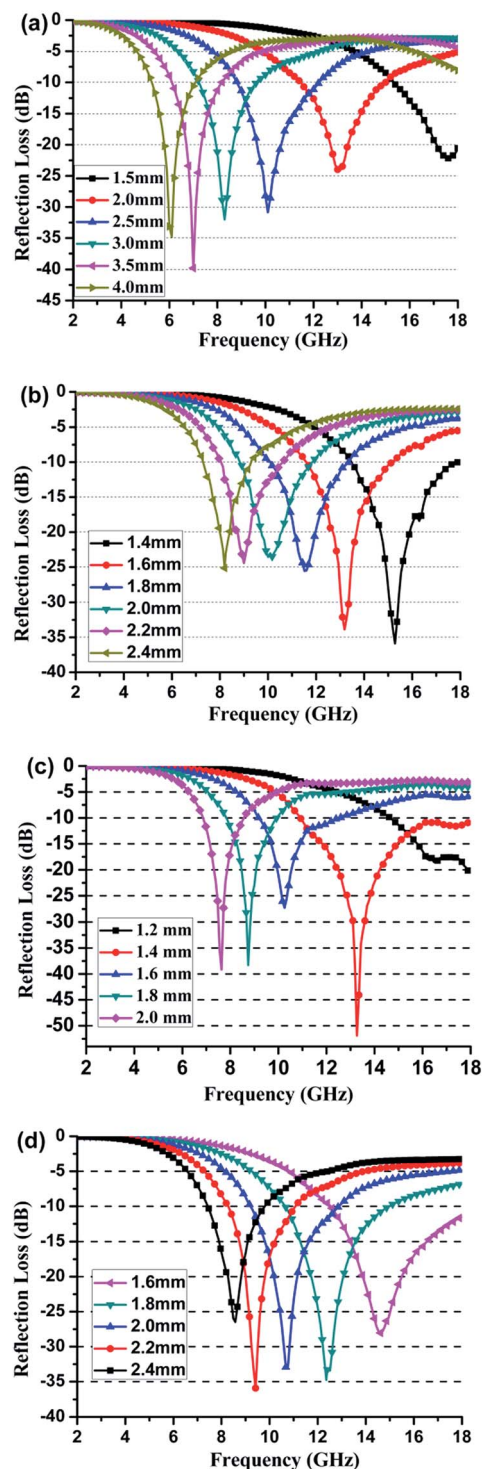 (a)
Reflection Loss (dB)
0
-5
-10
-15
-20
-25
-30
-35
-40
-45
1.5mm
2.0mm
2.5mm
3.0mm
3.5mm
4.0mm
2 4 6 8 10 12 14 16 18
Frequency (GHz)
(b)
Reflection Loss (dB)
0
-5
-10
-15
-20
-25
-30
-35
-40
1.4mm
1.6mm
1.8mm
2.0mm
2.2mm
2.4mm
2 4 6 8 10 12 14 16 18
Frequency (GHz)
(c)
Reflection Loss (dB)
0
-5
-10
-15
-20
-25
-30
-35
-40
-45
-50
1.2 mm
1.4 mm
1.6 mm
1.8 mm
2.0 mm
2 4 6 8 10 12 14 16 18
Frequency (GHz)
(d)
Reflection Loss (dB)
0
-5
-10
-15
-20
-25
-30
-35
-40
1.6mm
1.8mm
2.0mm
2.2mm
2.4mm
2 4 6 8 10 12 14 16 18
Frequency (GHz)